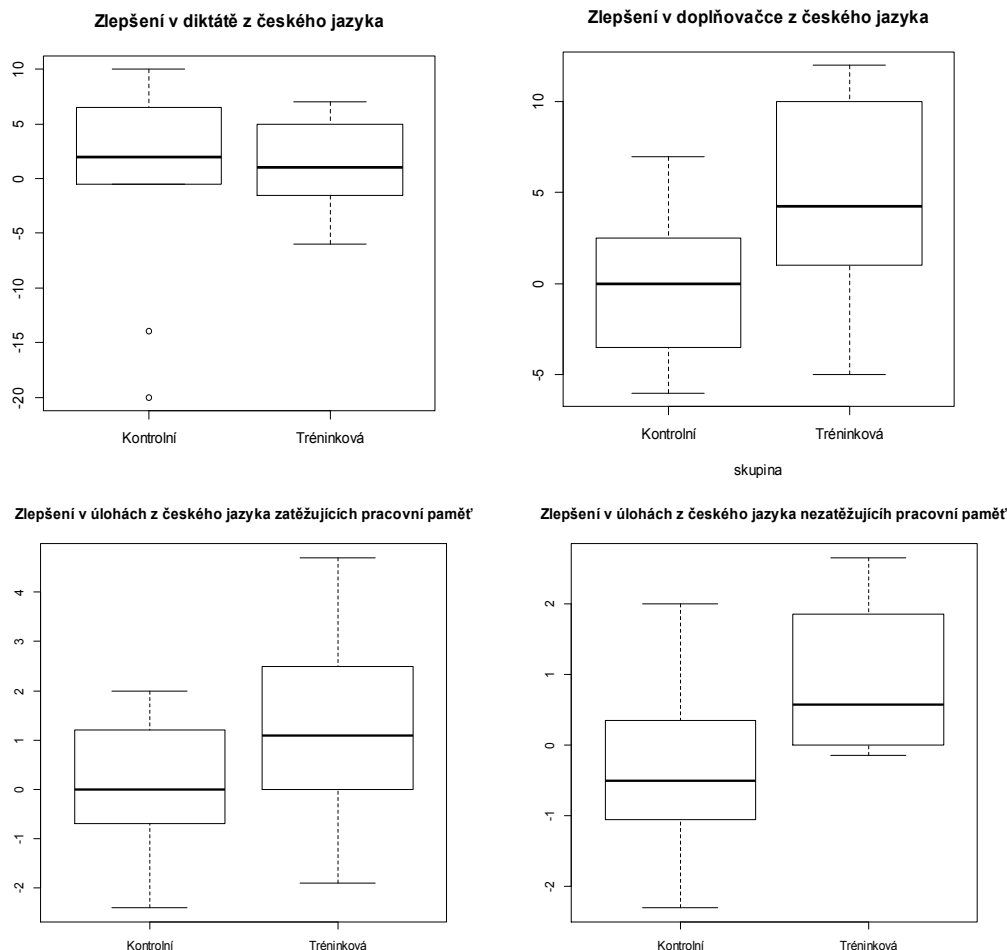 Zlepšení v diktátě z českého jazyka
10
5
0
-5
-10
-15
-20
Kontrolní
Tréninková
Zlepšení v doplňovačce z českého jazyka
10
5
0
-5
Kontrolní
Tréninková
skupina
Zlepšení v úlohách z českého jazyka zatěžujících pracovní paměť
4
3
2
1
0
-1
-2
Kontrolní
Tréninková
Zlepšení v úlohách z českého jazyka nezatěžujícíh pracovní paměť
2
1
0
-1
-2
Kontrolní
Tréninková